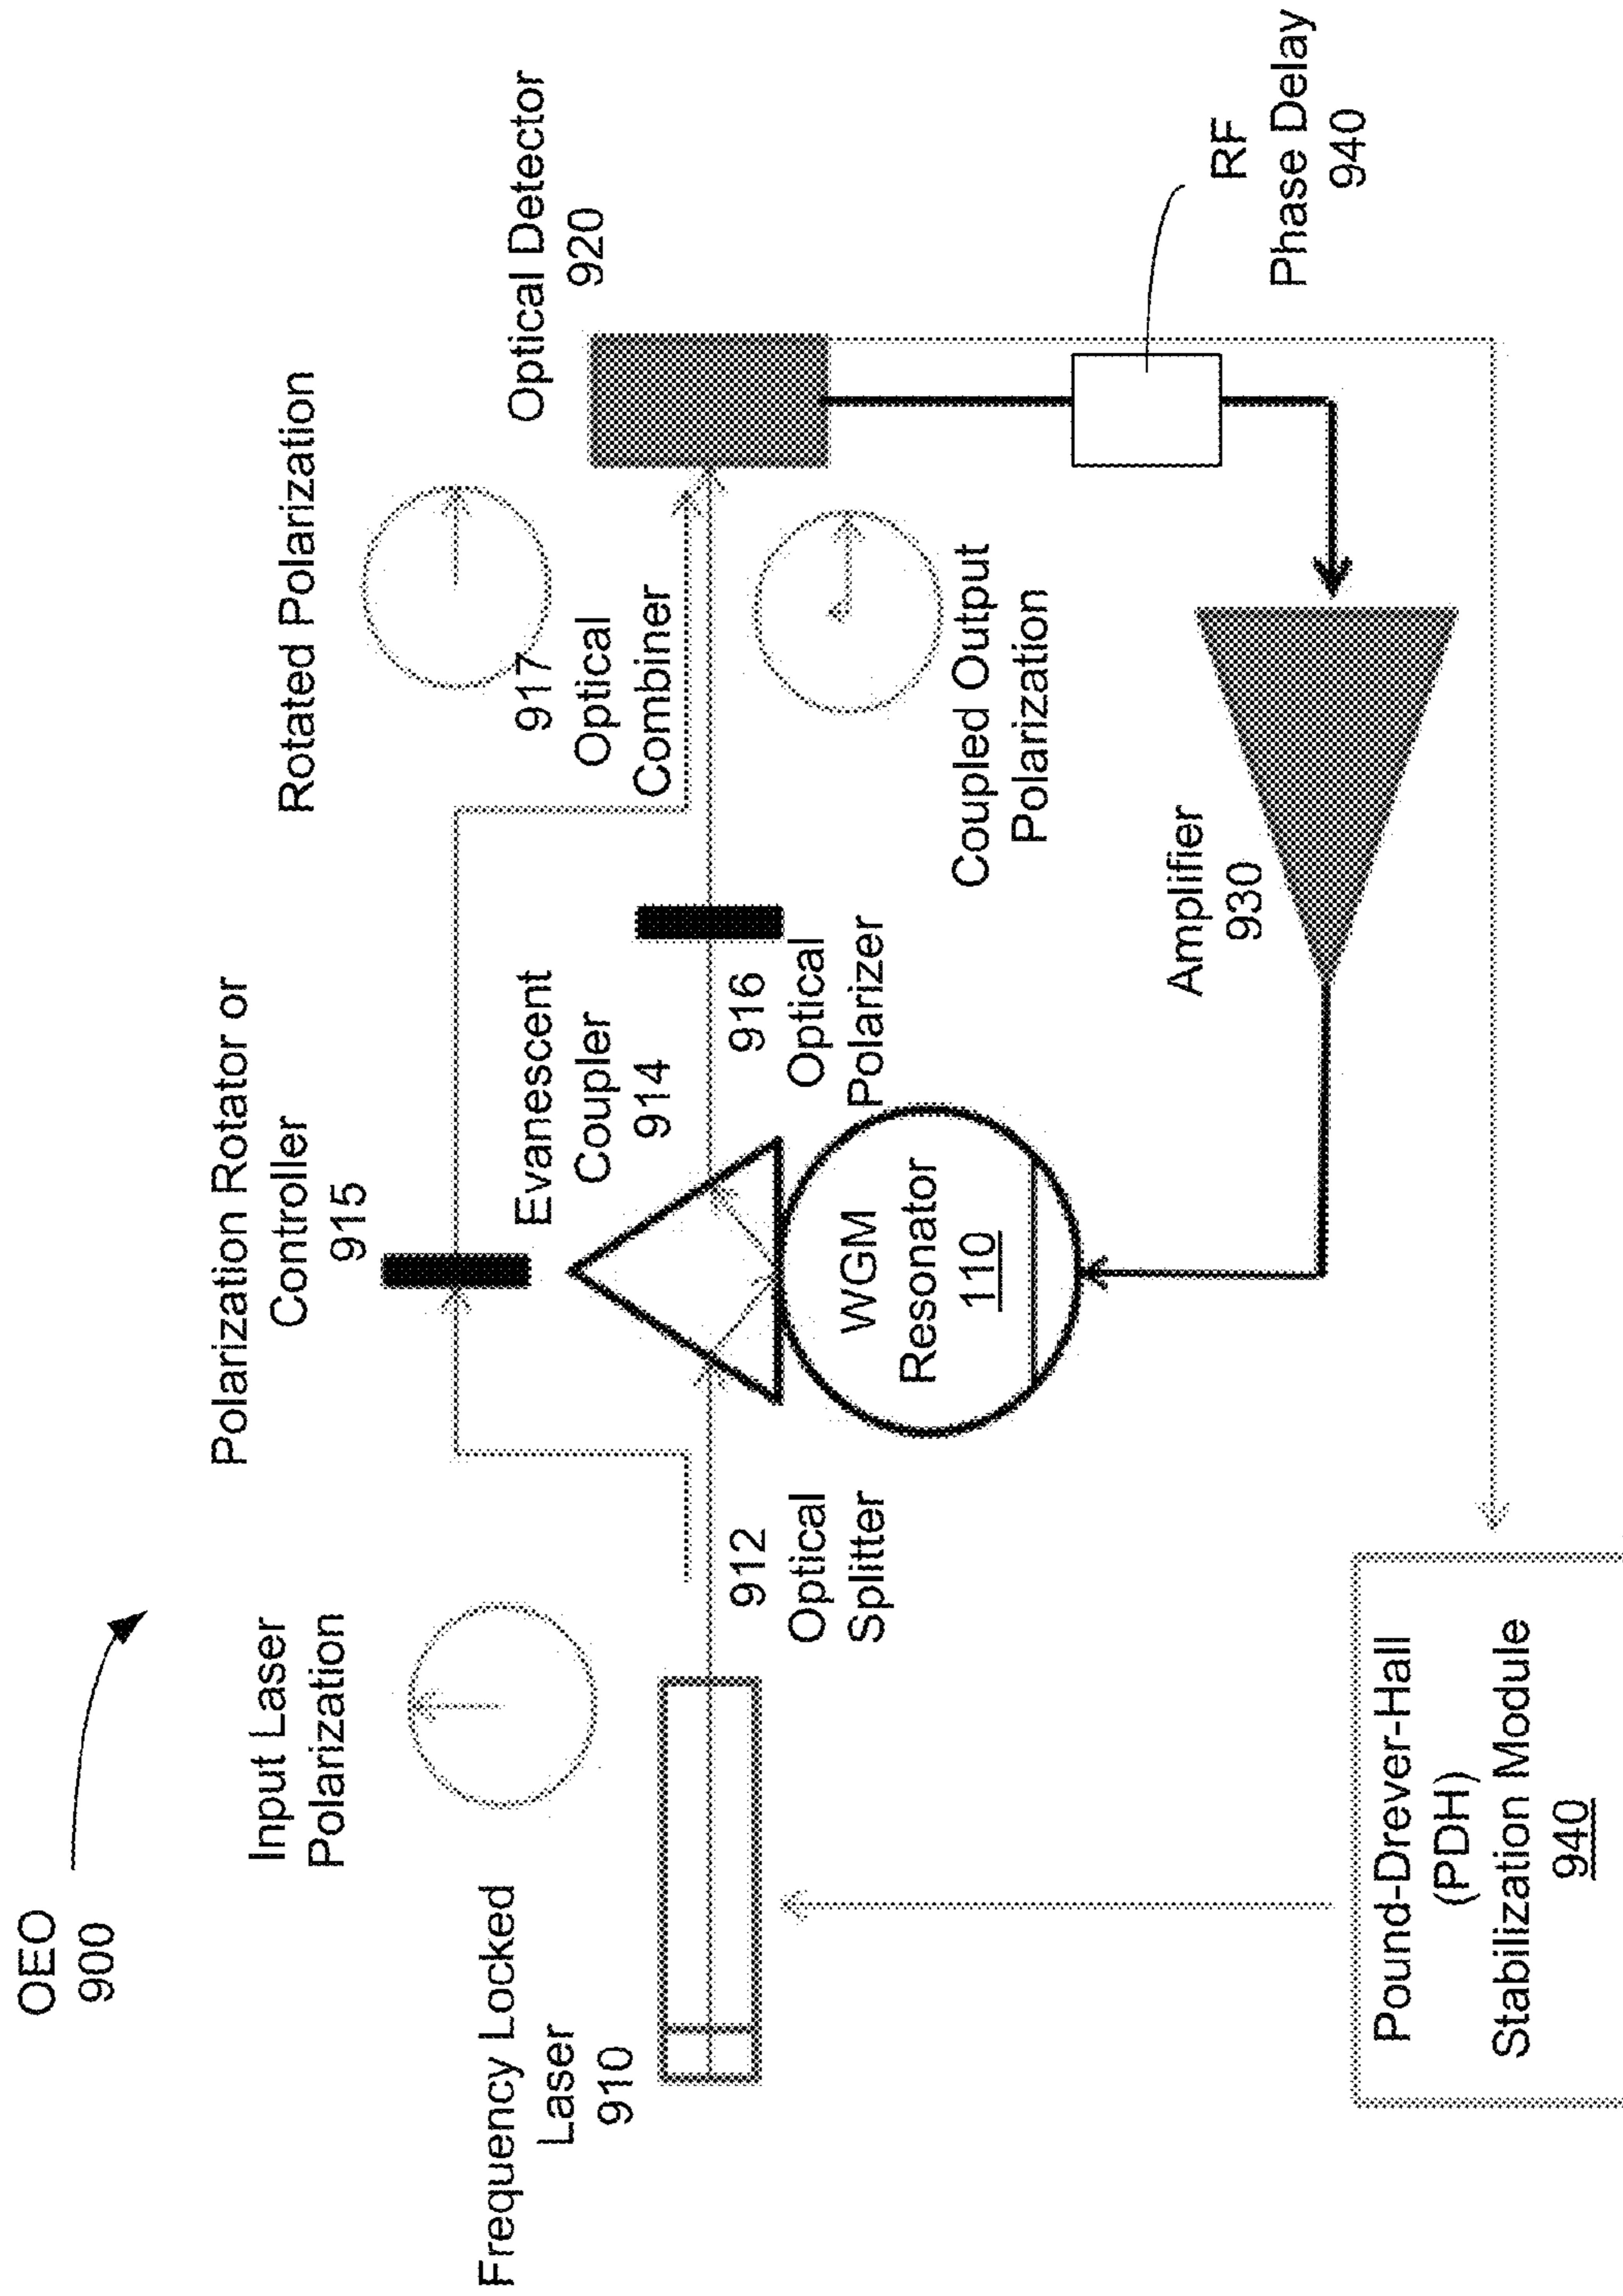 OEO
900
Input Laser
Polarization
Polarization Rotator or
Controller
915
Rotated Polarization
Frequency Locked
Laser
910
Evanescent
Coupler
914
917
Optical
Combiner
Optical Detector
920
912
Optical
Splitter
916
Optical
Polarizer
WGM
Resonator
110
Coupled Output
Polarization
Amplifier
930
RF
Phase Delay
940
Pound-Drever-Hall
(PDH)
Stabilization Module
940